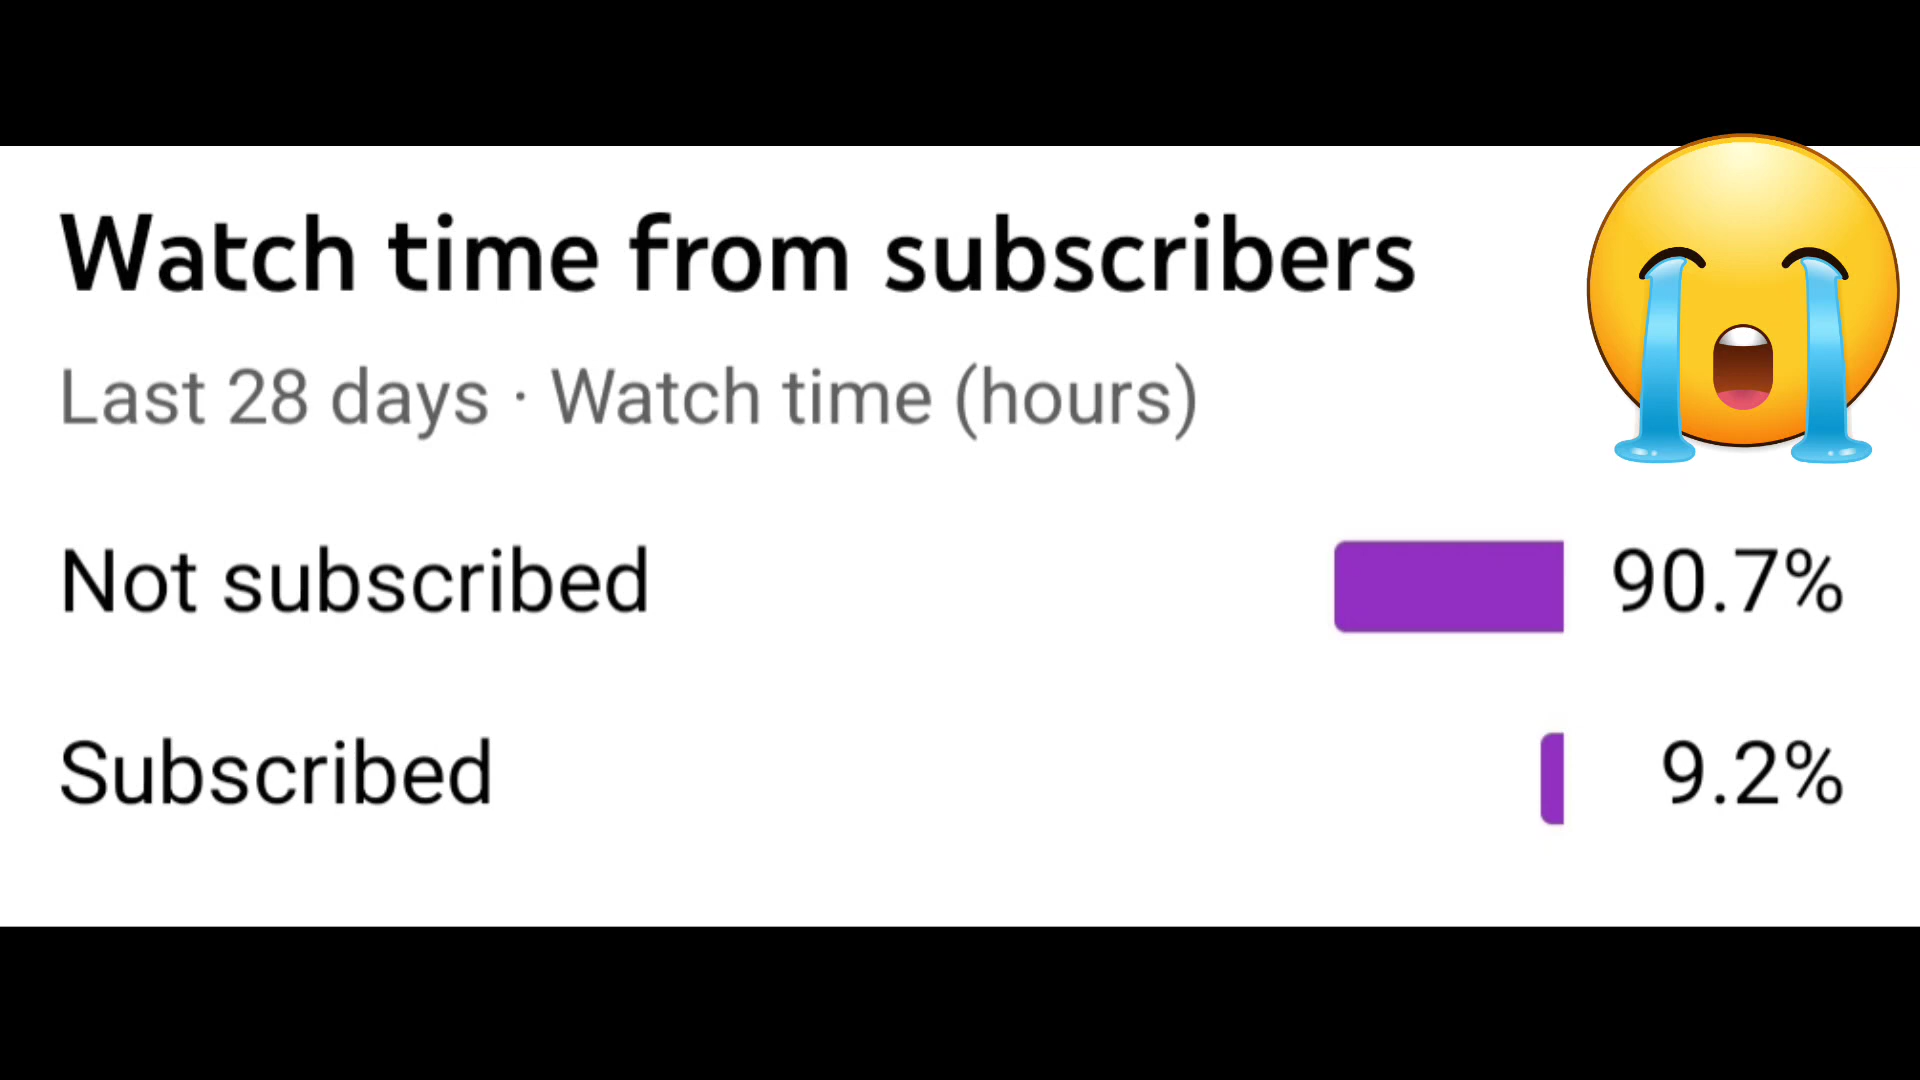 Watch time from subscribers
Last 28 days · Watch time (hours)
Not subscribed 90.7%
Subscribed 9.2%